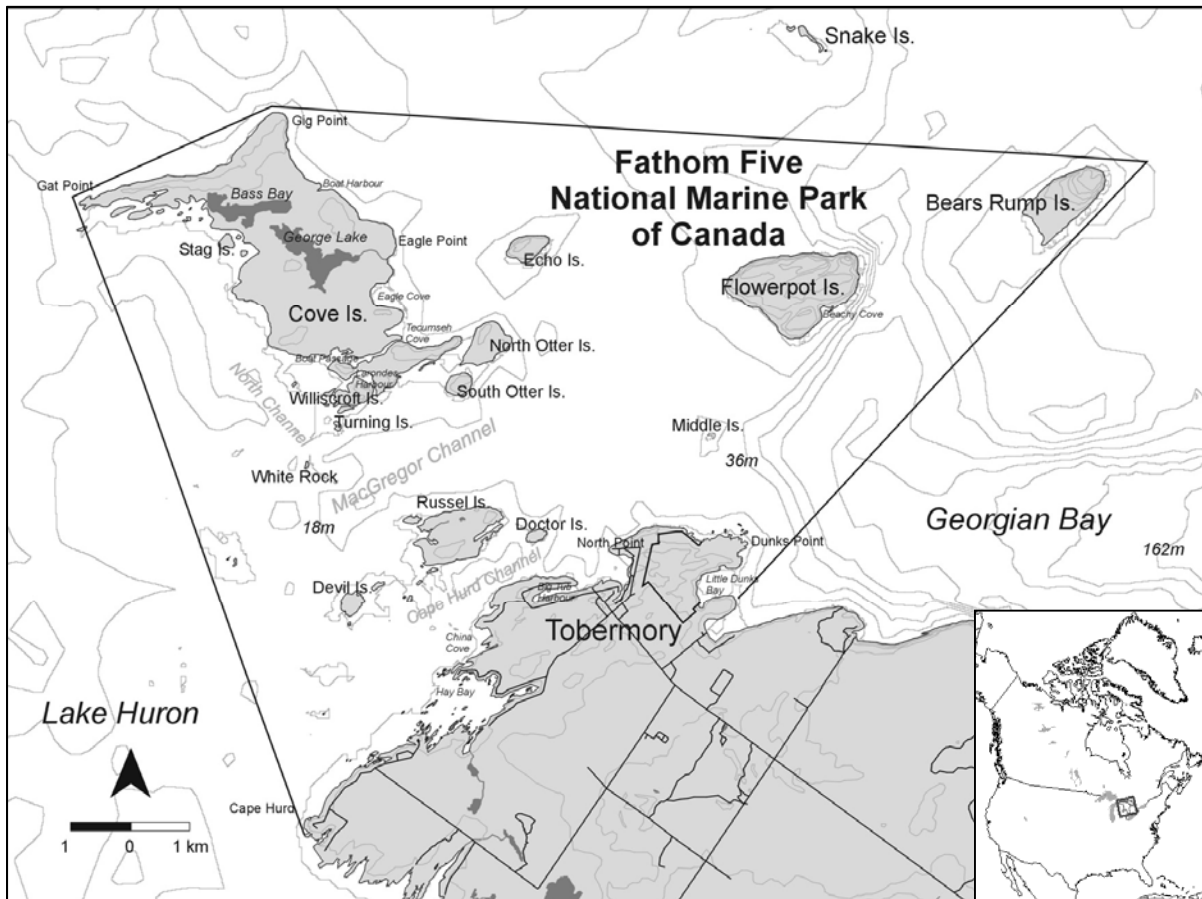 Snake Is.
Gig Point
Fathom Five
National Marine Park
of Canada
Gat Point
Bass Bay
Boat Harbour
Bears Rump Is.
Stag Is.
George Lake
Eagle Point
Echo Is.
Flowerpot Is.
Eagle Cove
Beachy Cove
Cove Is.
Tecumseh
Cove
North Otter Is.
Boat Passage
Larondes
Harbour
North Channel
Williscroft Is.
South Otter Is.
Turning Is.
Middle Is.
MacGregor Channel
36m
White Rock
Russel Is.
18m
Doctor Is.
North Point
Dunks Point
Georgian Bay
162m
Devil Is.
Cape Hurd Channel
Big Tub
Harbour
Little Dunks
Bay
China
Cove
Tobermory
Hay Bay
Lake Huron
Cape Hurd
1 0 1 km